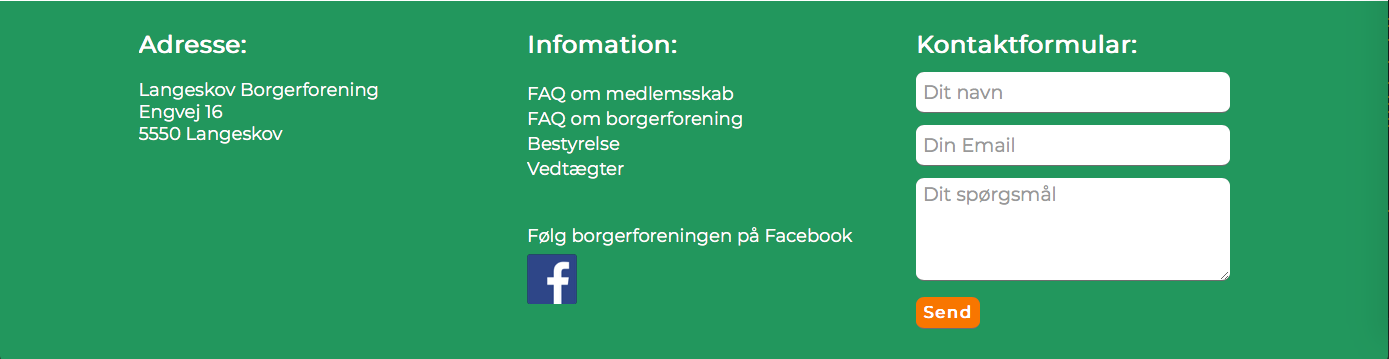 Adresse:
Langeskov Borgerforening
Engvej 16
5550 Langeskov
Infomation:
FAQ om medlemsskab
FAQ om borgerforening
Bestyrelse
Vedtægter
Følg borgerforeningen på Facebook
f
Kontaktformular:
Dit navn
Din Email
Dit spørgsmål
Send